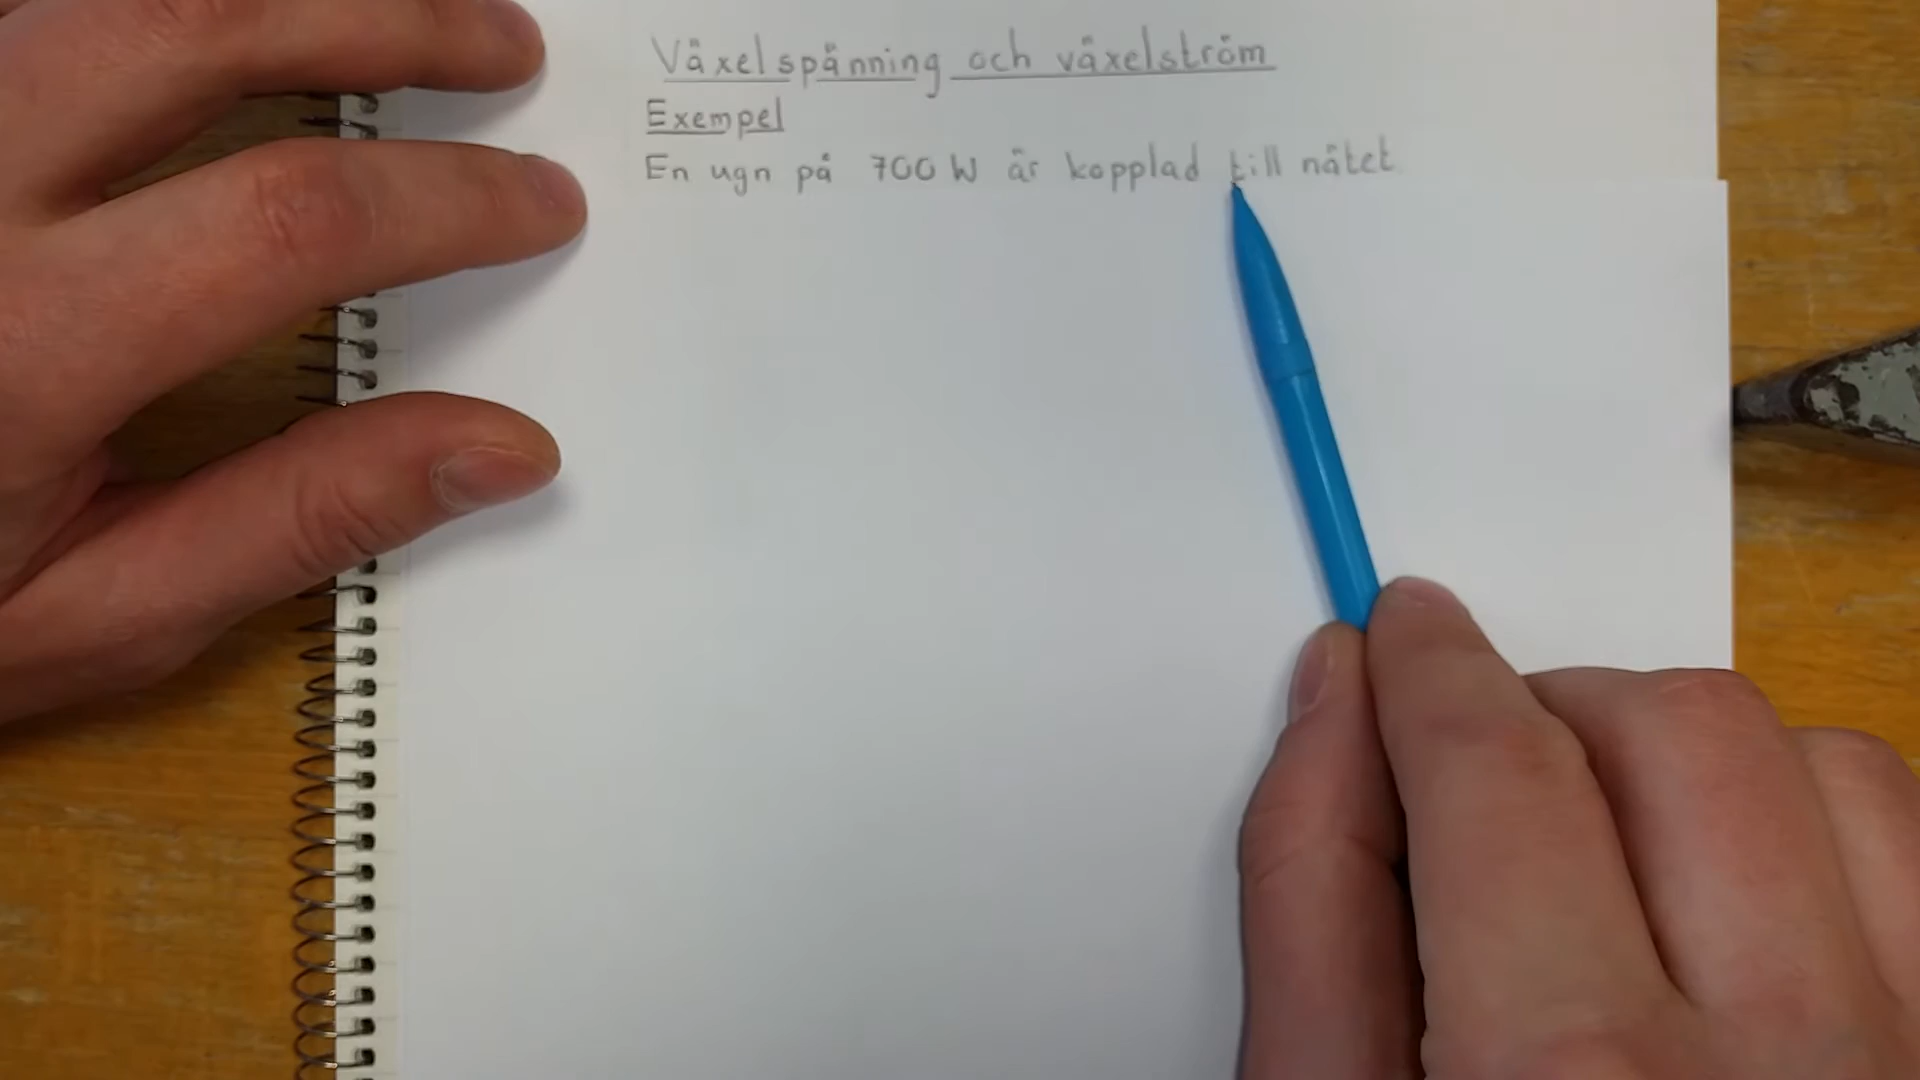 Växelspänning och växelström
Exempel
En ugn på 700 W är kopplad till nätet.